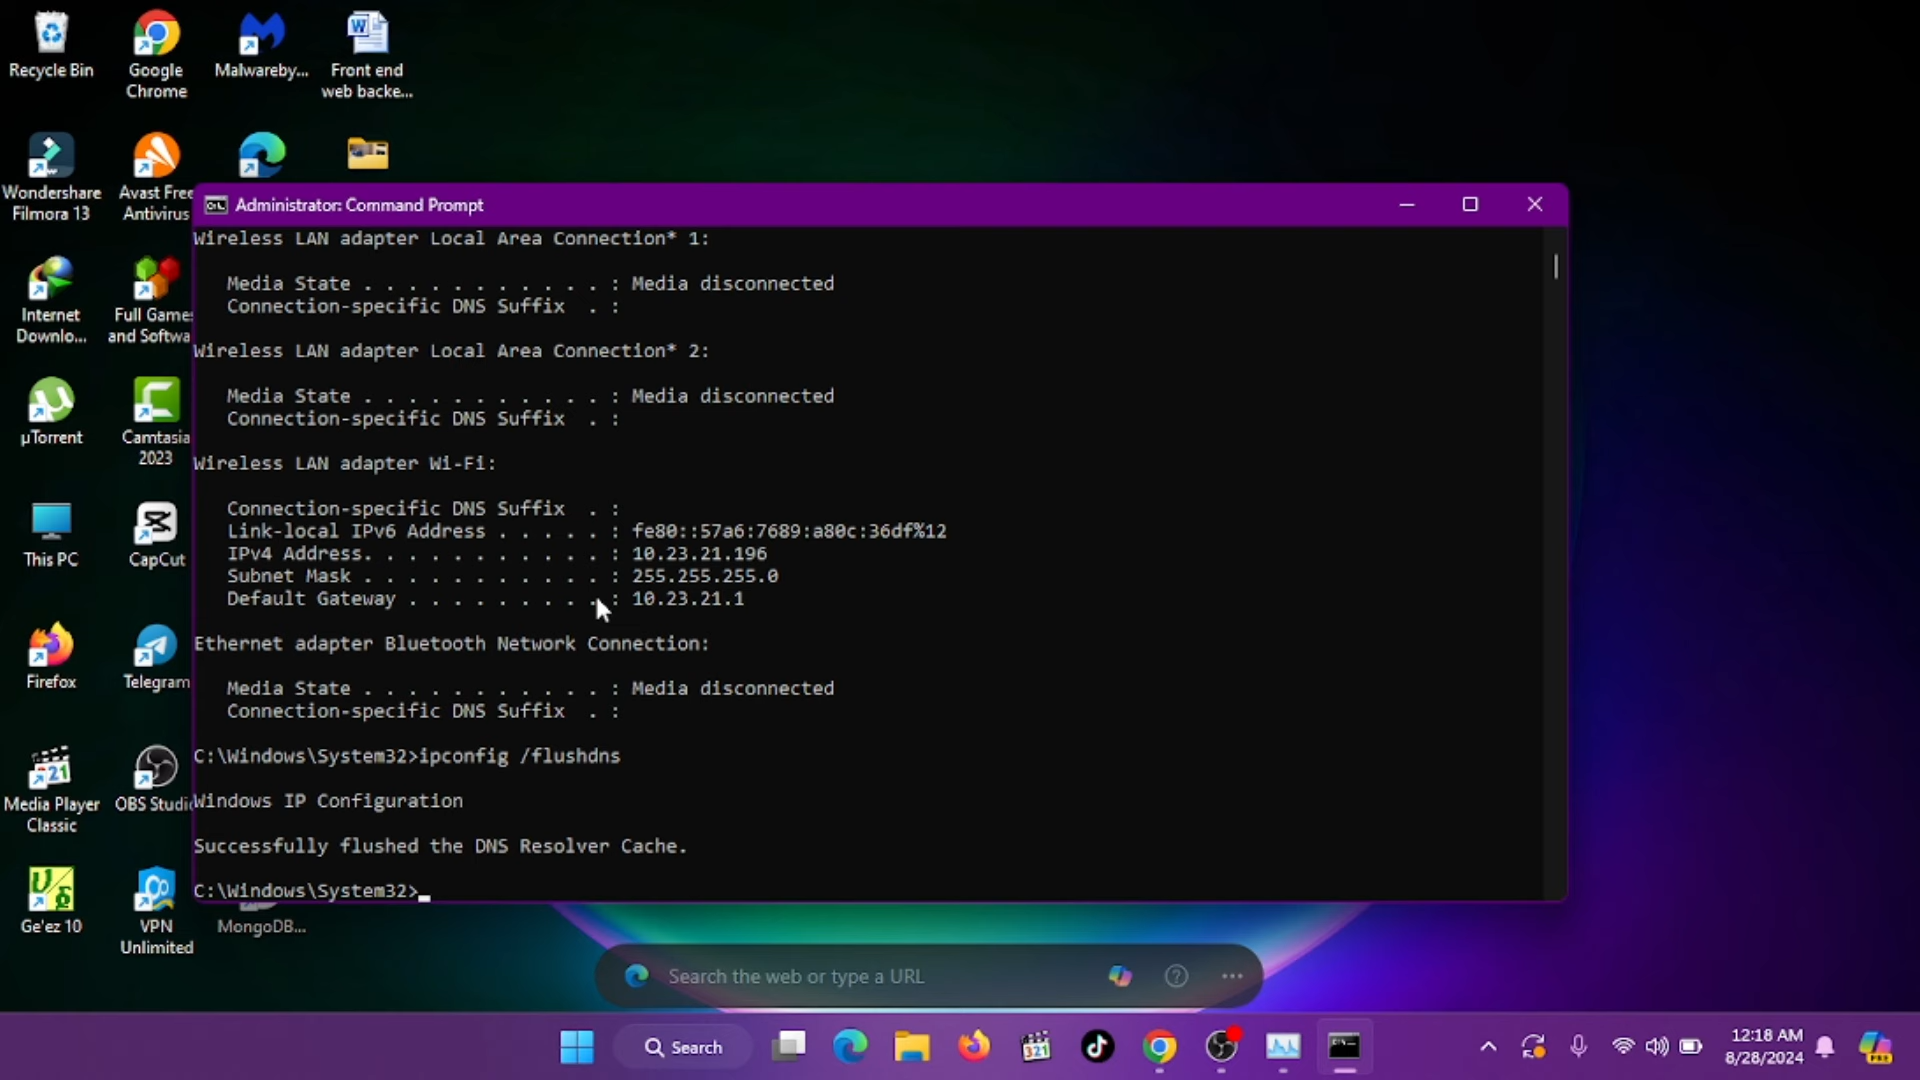 Recycle Bin
Google
Chrome
Malwareby...
Front end
web backe...
Wondershare
Filmora 13
Avast Free
Antivirus
Internet
Downlo...
Full Games
and Softwa
µTorrent
Camtasia
2023
This PC
CapCut
Firefox
Telegram
Media Player
Classic
OBS Studi
Ge'ez 10
VPN
Unlimited
MongoDB...
Administrator: Command Prompt
Wireless LAN adapter Local Area Connection* 1:
Media State . . . . . . . . . . . : Media disconnected
Connection-specific DNS Suffix  . :
Wireless LAN adapter Local Area Connection* 2:
Media State . . . . . . . . . . . : Media disconnected
Connection-specific DNS Suffix  . :
Wireless LAN adapter Wi-Fi:
Connection-specific DNS Suffix  . :
Link-local IPv6 Address . . . . . : fe80::57a6:7689:a80c:36df%12
IPv4 Address. . . . . . . . . . . : 10.23.21.196
Subnet Mask . . . . . . . . . . . : 255.255.255.0
Default Gateway . . . . . . . . . : 10.23.21.1
Ethernet adapter Bluetooth Network Connection:
Media State . . . . . . . . . . . : Media disconnected
Connection-specific DNS Suffix  . :
C:\Windows\System32>ipconfig /flushdns
Windows IP Configuration
Successfully flushed the DNS Resolver Cache.
C:\Windows\System32>
Search the web or type a URL
Search
12:18 AM
8/28/2024